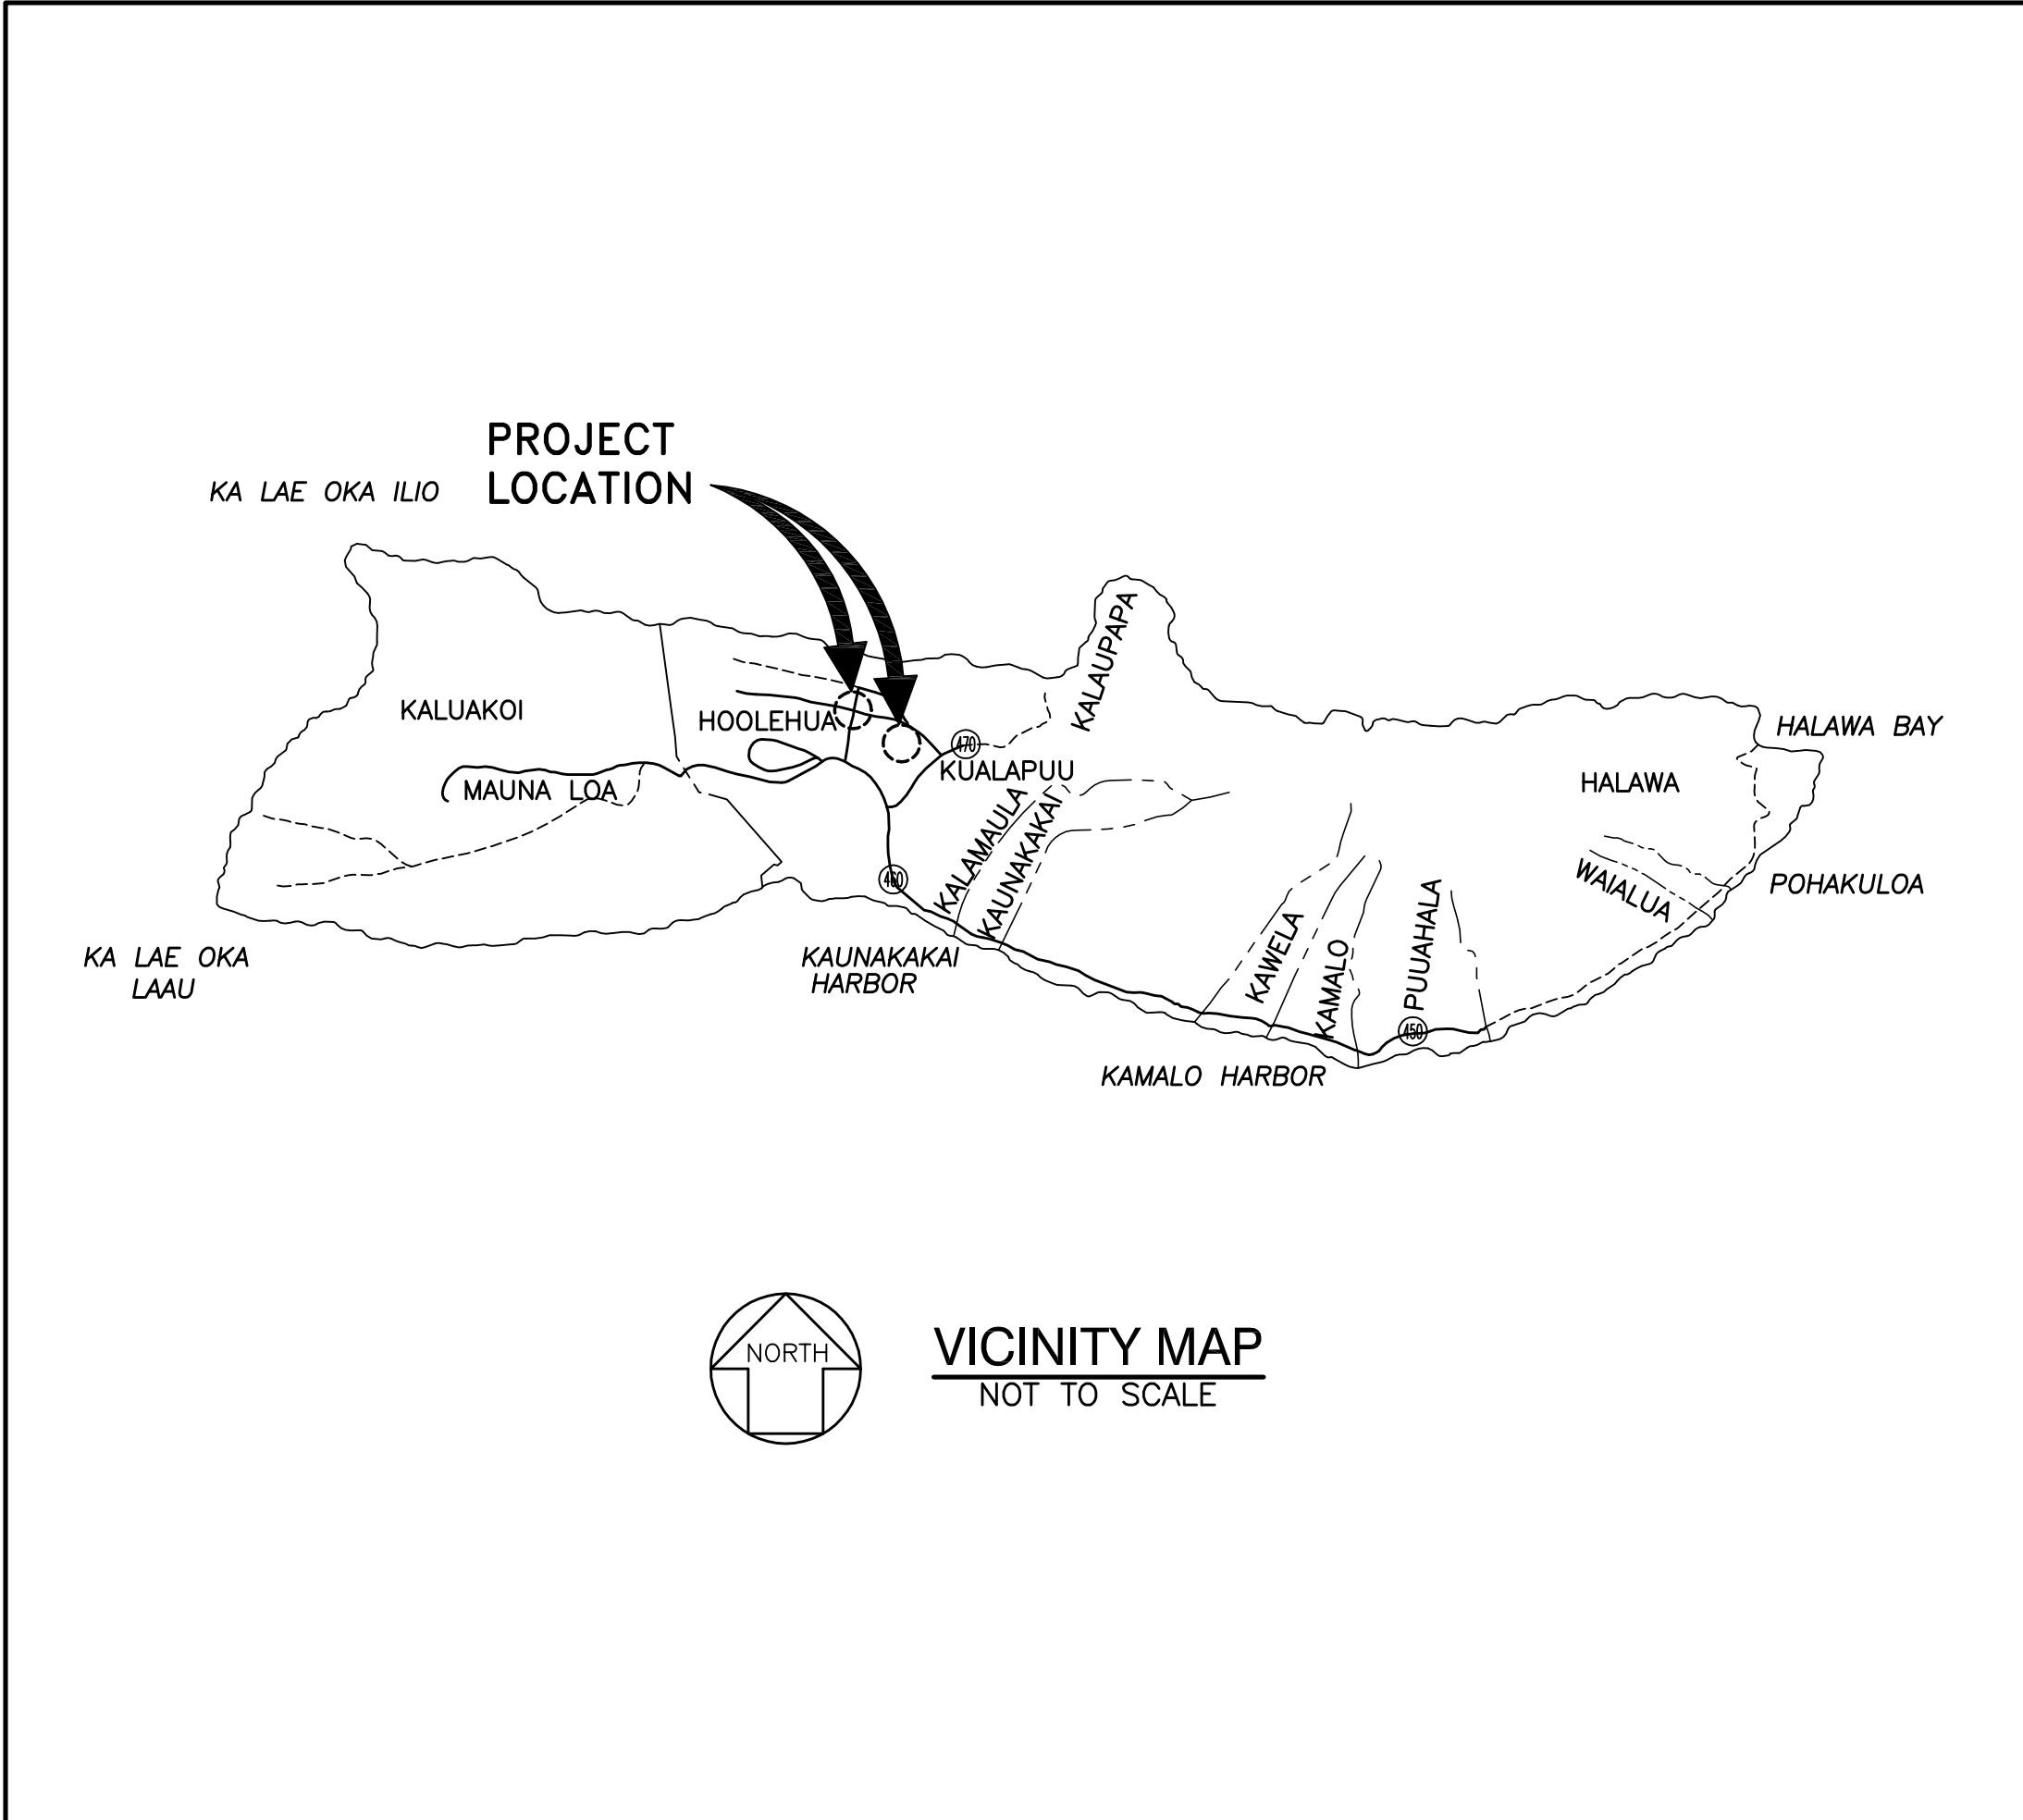 PROJECT
LOCATION
KA LAE OKA ILIO
KALAUPAPA
KALUAKOI
HOOLEHUA
HALAWA BAY
470
KUALAPUU
MAUNA LOA
HALAWA
KALAMAULA
KAUNAKAKAI
460
WAIALUA
POHAKULOA
KA LAE OKA
LAAU
KAUNAKAKAI
HARBOR
KAWELA
KAMALO
PUUAHALA
450
KAMALO HARBOR
NORTH
VICINITY MAP
NOT TO SCALE